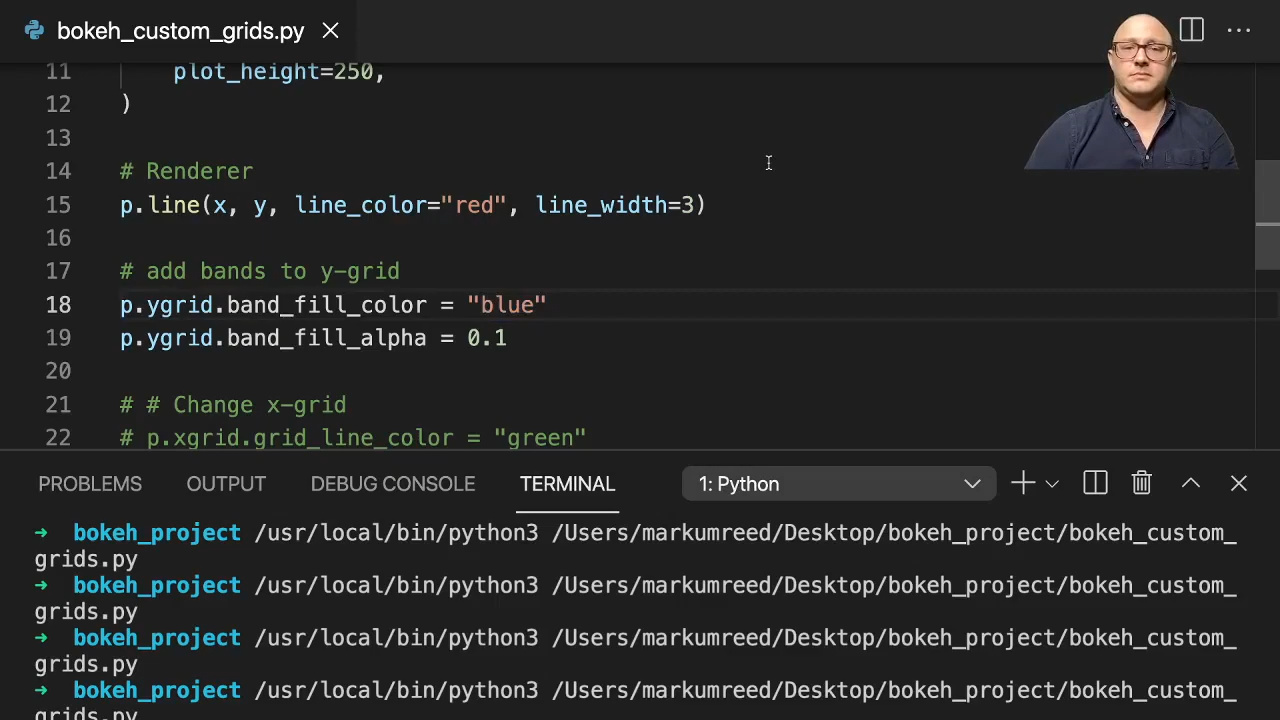 bokeh_custom_grids.py
11 plot_height=250,
12 )
13
14 # Renderer
15 p.line(x, y, line_color="red", line_width=3)
16
17 # add bands to y-grid
18 p.ygrid.band_fill_color = "blue"
19 p.ygrid.band_fill_alpha = 0.1
20
21 # # Change x-grid
22 # p.xgrid.grid_line_color = "green"
PROBLEMS OUTPUT DEBUG CONSOLE TERMINAL 1: Python
→ bokeh_project /usr/local/bin/python3 /Users/markumreed/Desktop/bokeh_project/bokeh_custom_
grids.py
→ bokeh_project /usr/local/bin/python3 /Users/markumreed/Desktop/bokeh_project/bokeh_custom_
grids.py
→ bokeh_project /usr/local/bin/python3 /Users/markumreed/Desktop/bokeh_project/bokeh_custom_
grids.py
→ bokeh_project /usr/local/bin/python3 /Users/markumreed/Desktop/bokeh_project/bokeh_custom_
grids.py